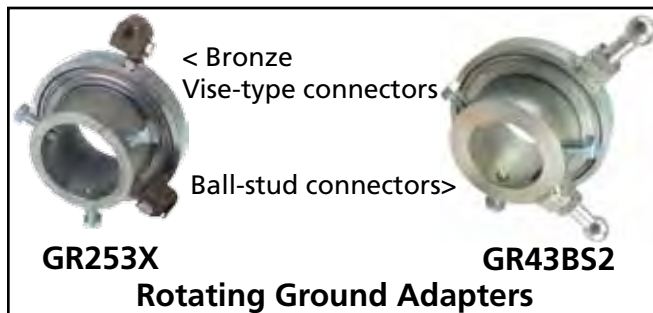 < Bronze
Vise-type connectors
Ball-stud connectors>
GR253X
GR43BS2
Rotating Ground Adapters